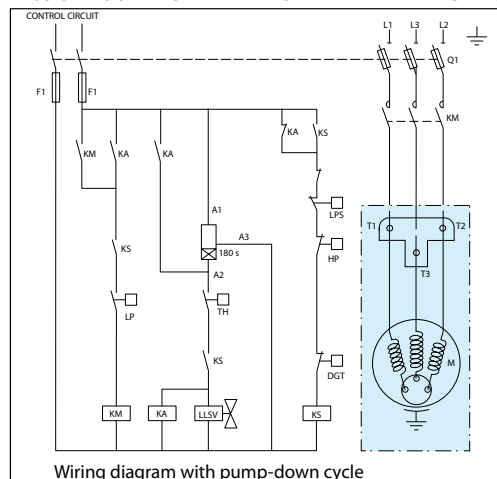 CONTROL CIRCUIT
L1 L3 L2
Q1
F1 F1
KA KS
KM KA KA
KM
A1
LPS
A3
T1 T2
180 s
KS
HP
A2
T3
LP TH
KS
M
DGT
KM KA LLSV KS
Wiring diagram with pump-down cycle